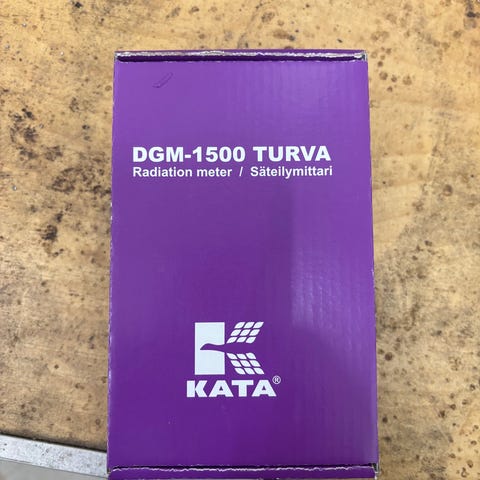 DGM-1500 TURVA
Radiation meter / Säteilymittari
KATA®